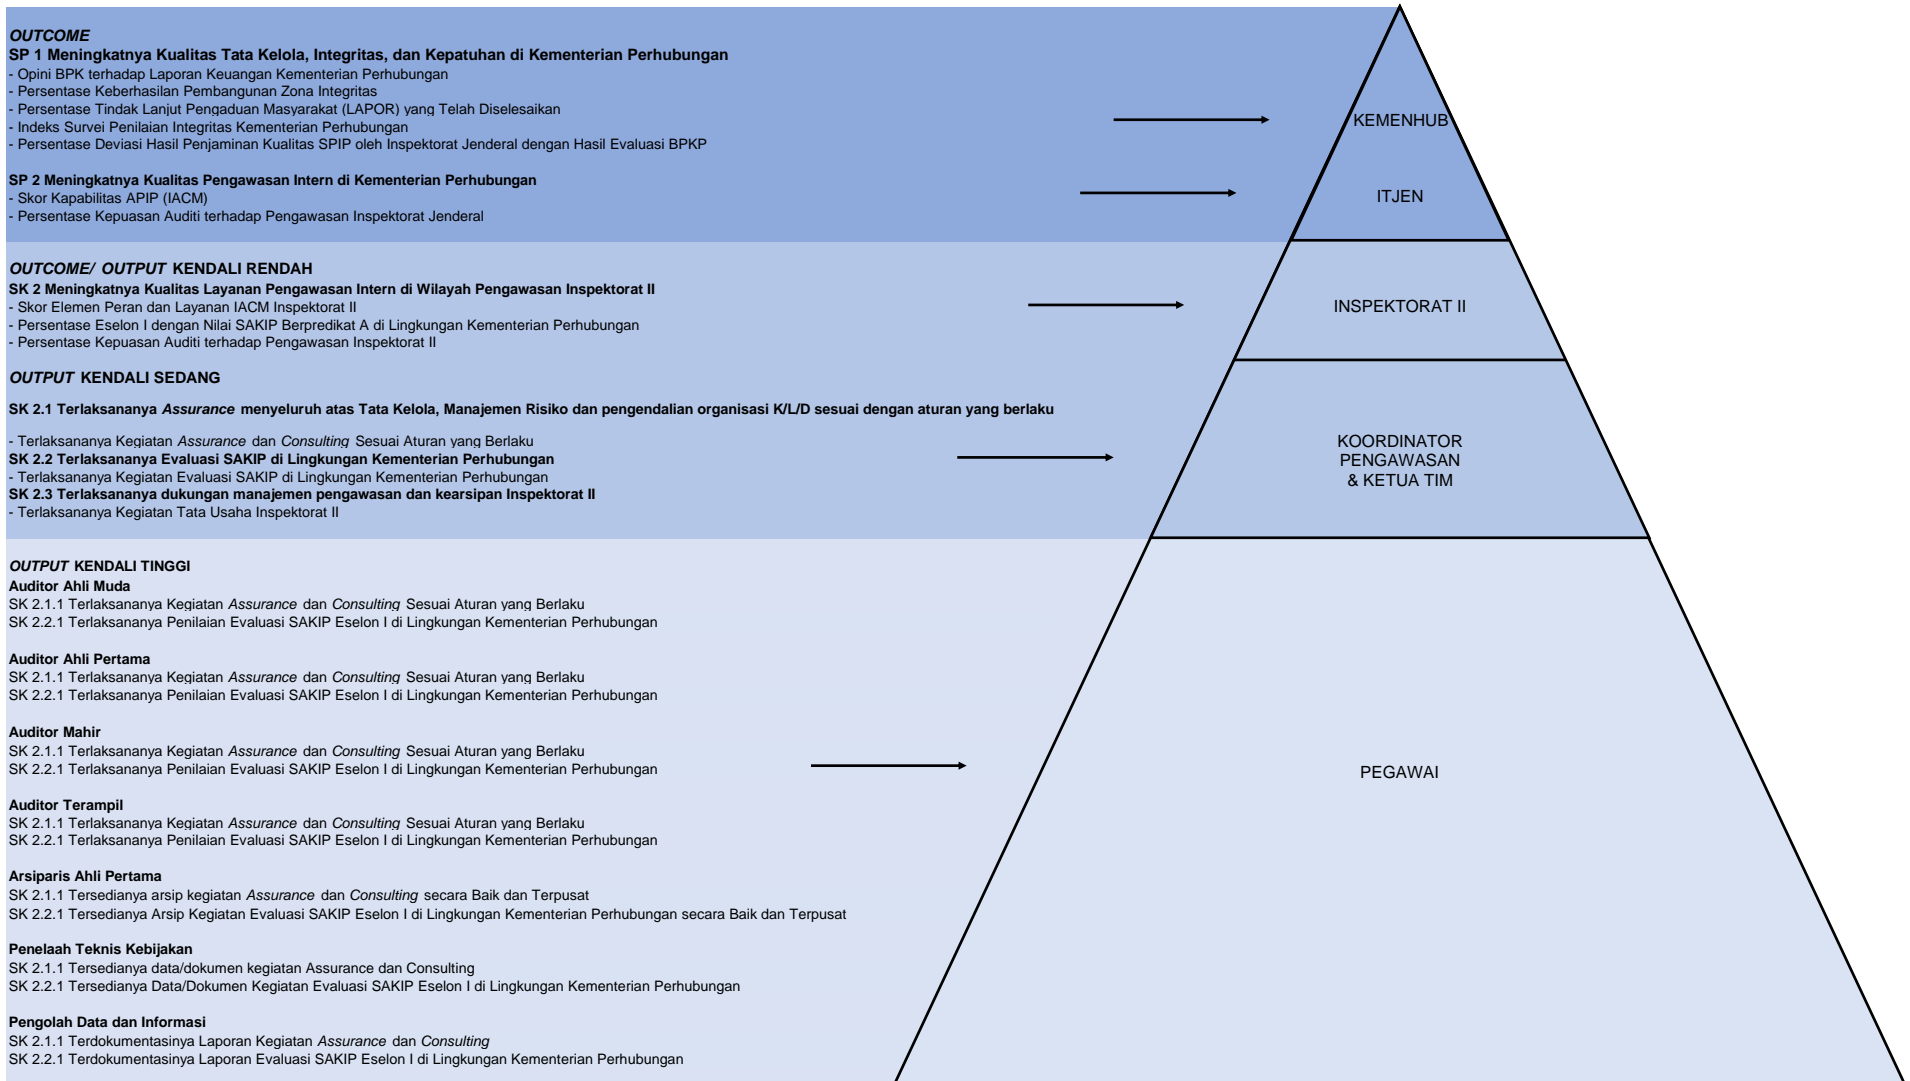 OUTCOME
SP 1 Meningkatnya Kualitas Tata Kelola, Integritas, dan Kepatuhan di Kementerian Perhubungan
- Opini BPK terhadap Laporan Keuangan Kementerian Perhubungan
- Persentase Keberhasilan Pembangunan Zona Integritas
- Persentase Tindak Lanjut Pengaduan Masyarakat (LAPOR) yang Telah Diselesaikan
- Indeks Survei Penilaian Integritas Kementerian Perhubungan
- Persentase Deviasi Hasil Penjaminan Kualitas SPIP oleh Inspektorat Jenderal dengan Hasil Evaluasi BPKP
KEMENHUB
SP 2 Meningkatnya Kualitas Pengawasan Intern di Kementerian Perhubungan
- Skor Kapabilitas APIP (IACM)
- Persentase Kepuasan Auditi terhadap Pengawasan Inspektorat Jenderal
ITJEN
OUTCOME/ OUTPUT KENDALI RENDAH
SK 2 Meningkatnya Kualitas Layanan Pengawasan Intern di Wilayah Pengawasan Inspektorat II
- Skor Elemen Peran dan Layanan IACM Inspektorat II
- Persentase Eselon I dengan Nilai SAKIP Berpredikat A di Lingkungan Kementerian Perhubungan
- Persentase Kepuasan Auditi terhadap Pengawasan Inspektorat II
INSPEKTORAT II
OUTPUT KENDALI SEDANG
SK 2.1 Terlaksananya Assurance menyeluruh atas Tata Kelola, Manajemen Risiko dan pengendalian organisasi K/L/D sesuai dengan aturan yang berlaku
- Terlaksananya Kegiatan Assurance dan Consulting Sesuai Aturan yang Berlaku
SK 2.2 Terlaksananya Evaluasi SAKIP di Lingkungan Kementerian Perhubungan
- Terlaksananya Kegiatan Evaluasi SAKIP di Lingkungan Kementerian Perhubungan
SK 2.3 Terlaksananya dukungan manajemen pengawasan dan kearsipan Inspektorat II
- Terlaksananya Kegiatan Tata Usaha Inspektorat II
KOORDINATOR
PENGAWASAN
& KETUA TIM
OUTPUT KENDALI TINGGI
Auditor Ahli Muda
SK 2.1.1 Terlaksananya Kegiatan Assurance dan Consulting Sesuai Aturan yang Berlaku
SK 2.2.1 Terlaksananya Penilaian Evaluasi SAKIP Eselon I di Lingkungan Kementerian Perhubungan
Auditor Ahli Pertama
SK 2.1.1 Terlaksananya Kegiatan Assurance dan Consulting Sesuai Aturan yang Berlaku
SK 2.2.1 Terlaksananya Penilaian Evaluasi SAKIP Eselon I di Lingkungan Kementerian Perhubungan
Auditor Mahir
SK 2.1.1 Terlaksananya Kegiatan Assurance dan Consulting Sesuai Aturan yang Berlaku
SK 2.2.1 Terlaksananya Penilaian Evaluasi SAKIP Eselon I di Lingkungan Kementerian Perhubungan
Auditor Terampil
SK 2.1.1 Terlaksananya Kegiatan Assurance dan Consulting Sesuai Aturan yang Berlaku
SK 2.2.1 Terlaksananya Penilaian Evaluasi SAKIP Eselon I di Lingkungan Kementerian Perhubungan
Arsiparis Ahli Pertama
SK 2.1.1 Tersedianya arsip kegiatan Assurance dan Consulting secara Baik dan Terpusat
SK 2.2.1 Tersedianya Arsip Kegiatan Evaluasi SAKIP Eselon I di Lingkungan Kementerian Perhubungan secara Baik dan Terpusat
Penelaah Teknis Kebijakan
SK 2.1.1 Tersedianya data/dokumen kegiatan Assurance dan Consulting
SK 2.2.1 Tersedianya Data/Dokumen Kegiatan Evaluasi SAKIP Eselon I di Lingkungan Kementerian Perhubungan
Pengolah Data dan Informasi
SK 2.1.1 Terdokumentasinya Laporan Kegiatan Assurance dan Consulting
SK 2.2.1 Terdokumentasinya Laporan Evaluasi SAKIP Eselon I di Lingkungan Kementerian Perhubungan
PEGAWAI